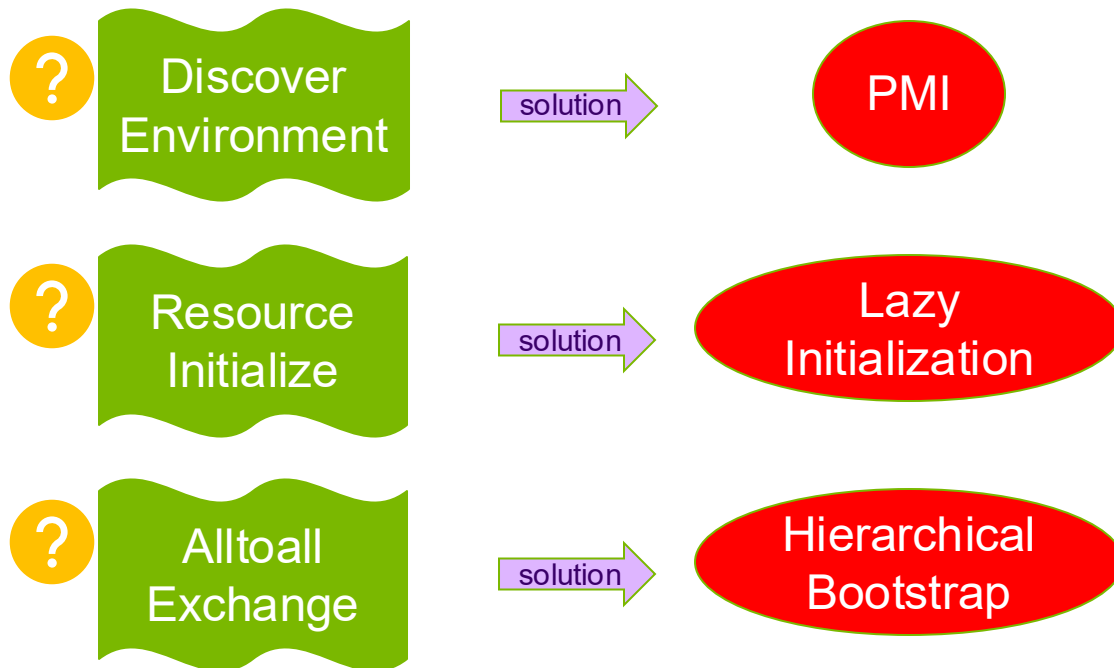 ?
Discover
Environment
solution
PMI
?
Resource
Initialize
solution
Lazy
Initialization
?
Alltoall
Exchange
solution
Hierarchical
Bootstrap